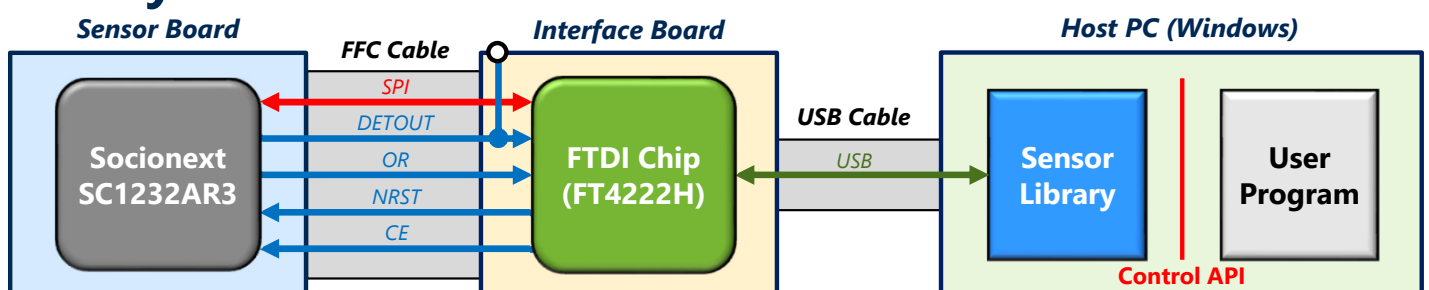 Sensor Board
FFC Cable
Interface Board
Host PC (Windows)
SPI
DETOUT
OR
NRST
CE
Socionext
SC1232AR3
FTDI Chip
(FT4222H)
USB Cable
USB
Sensor
Library
User
Program
Control API